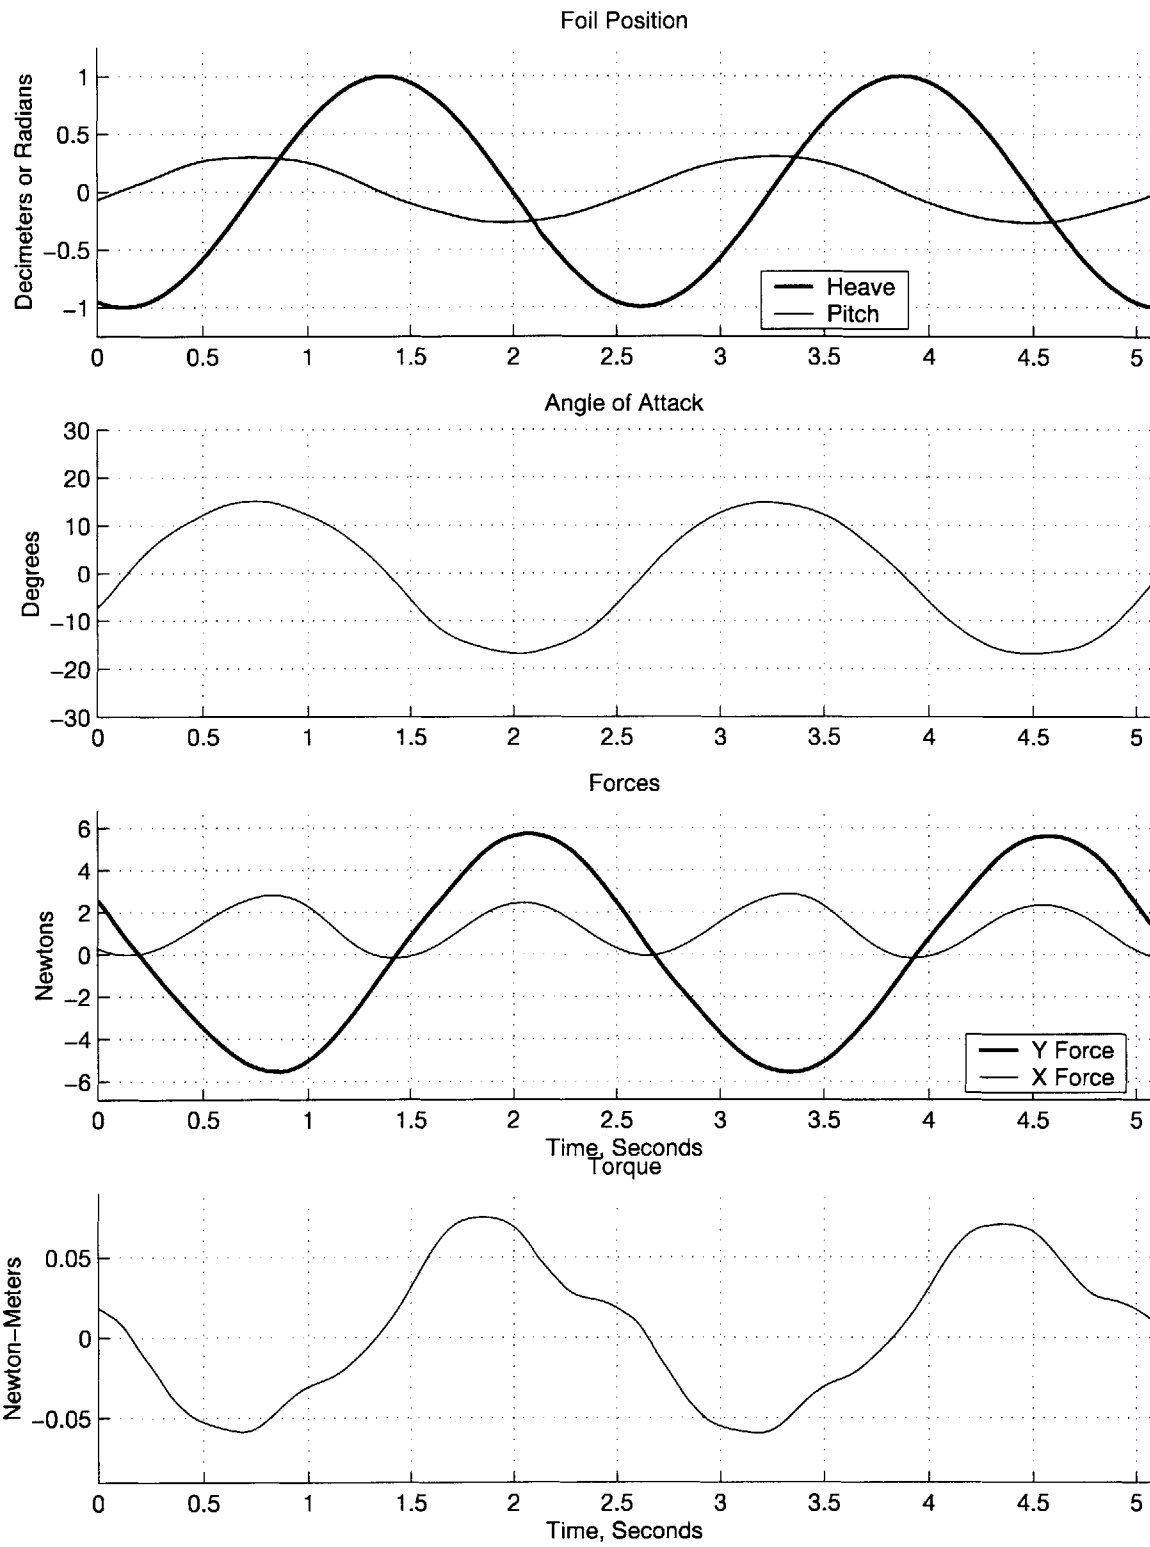 Foil Position
Decimeters or Radians
1
0.5
0
−0.5
−1
Heave
Pitch
0 0.5 1 1.5 2 2.5 3 3.5 4 4.5 5
Angle of Attack
Degrees
30
20
10
0
−10
−20
−30
0 0.5 1 1.5 2 2.5 3 3.5 4 4.5 5
Forces
Newtons
6
4
2
0
−2
−4
−6
Y Force
X Force
0 0.5 1 1.5 2 2.5 3 3.5 4 4.5 5
Time, Seconds
Torque
Newton−Meters
0.05
0
−0.05
0 0.5 1 1.5 2 2.5 3 3.5 4 4.5 5
Time, Seconds